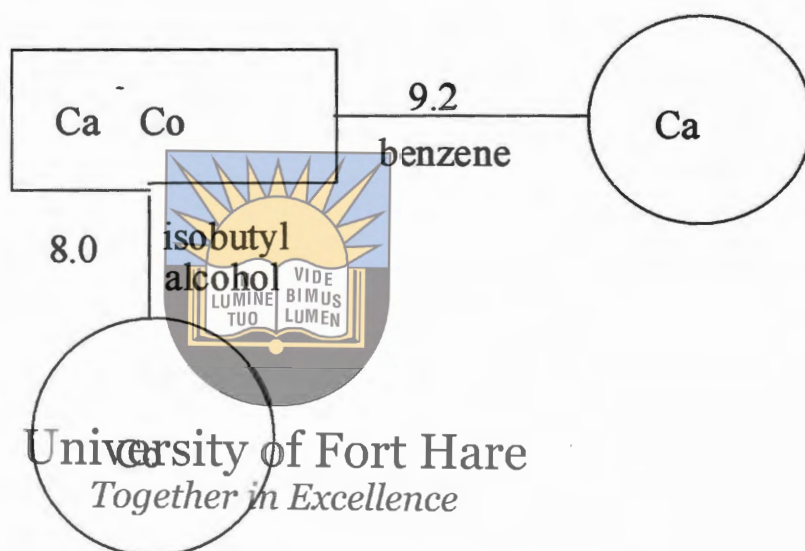 Ca Co
9.2
benzene
Ca
8.0
isobutyl
alcohol
LUMINE
TUO
VIDE
BIMUS
LUMEN
Co
University of Fort Hare
Together in Excellence